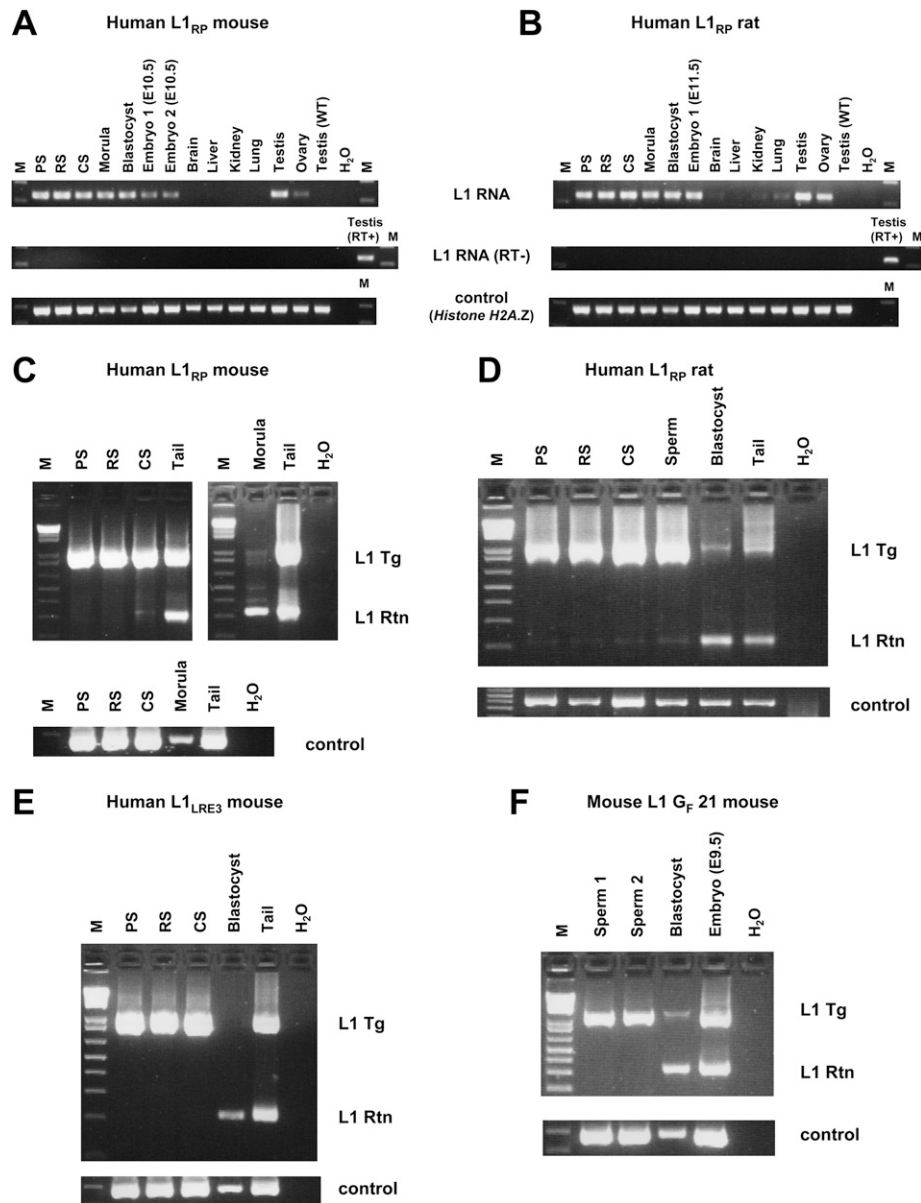 A
Human L1RP mouse
M
PS
RS
CS
Morula
Blastocyst
Embryo 1 (E10.5)
Embryo 2 (E10.5)
Brain
Liver
Kidney
Lung
Testis
Ovary
Testis (WT)
H2O
M
B
Human L1RP rat
M
PS
RS
CS
Morula
Blastocyst
Embryo 1 (E11.5)
Brain
Liver
Kidney
Lung
Testis
Ovary
Testis (WT)
H2O
M
L1 RNA
Testis
(RT+)
M
L1 RNA (RT-)
Testis
(RT+)
M
M
control
(Histone H2A.Z)
M
C
Human L1RP mouse
M
PS
RS
CS
Tail
M
Morula
Tail
H2O
L1 Tg
L1 Rtn
M
PS
RS
CS
Morula
Tail
H2O
control
D
Human L1RP rat
M
PS
RS
CS
Sperm
Blastocyst
Tail
H2O
L1 Tg
L1 Rtn
control
E
Human L1LRE3 mouse
M
PS
RS
CS
Blastocyst
Tail
H2O
L1 Tg
L1 Rtn
control
F
Mouse L1 GF 21 mouse
M
Sperm 1
Sperm 2
Blastocyst
Embryo (E9.5)
H2O
L1 Tg
L1 Rtn
control